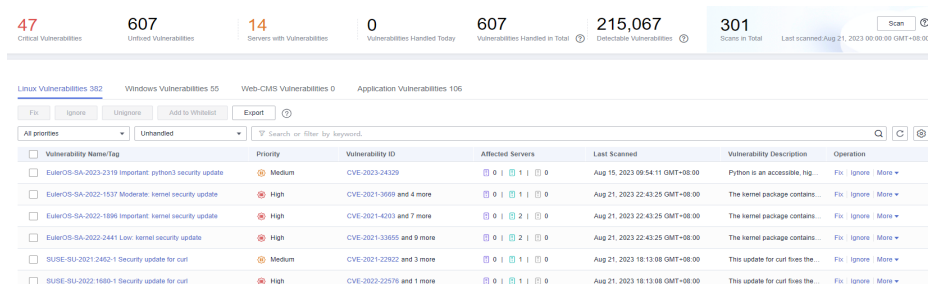 47 607 14 0 607 215,067 301 Scan
Critical Vulnerabilities Unfixed Vulnerabilities Servers with Vulnerabilities Vulnerabilities Handled Today Vulnerabilities Handled in Total Detectable Vulnerabilities Scans in Total Last scanned:Aug 21, 2023 00:00:00 GMT+08:00
Linux Vulnerabilities 382 Windows Vulnerabilities 55 Web-CMS Vulnerabilities 0 Application Vulnerabilities 106
Fix Ignore Unignore Add to Whitelist Export
All priorities Unhandled Search or filter by keyword.
Vulnerability Name/Tag Priority Vulnerability ID Affected Servers Last Scanned Vulnerability Description Operation
EulerOS-SA-2023-2319 Important: python3 security update Medium CVE-2023-24329 0 | 1 | 0 Aug 15, 2023 09:54:11 GMT+08:00 Python is an accessible, hig... Fix Ignore More
EulerOS-SA-2022-1537 Moderate: kernel security update High CVE-2021-3669 and 4 more 0 | 1 | 0 Aug 21, 2023 22:43:25 GMT+08:00 The kernel package contains... Fix Ignore More
EulerOS-SA-2022-1896 Important: kernel security update High CVE-2021-4203 and 7 more 0 | 2 | 0 Aug 21, 2023 22:43:25 GMT+08:00 The kernel package contains... Fix Ignore More
EulerOS-SA-2022-2441 Low: kernel security update High CVE-2021-33655 and 9 more 0 | 2 | 0 Aug 21, 2023 22:43:25 GMT+08:00 The kernel package contains... Fix Ignore More
SUSE-SU-2021:2462-1 Security update for curl Medium CVE-2021-22922 and 3 more 0 | 1 | 0 Aug 21, 2023 18:13:08 GMT+08:00 This update for curl fixes the... Fix Ignore More
SUSE-SU-2022:1680-1 Security update for curl High CVE-2022-22576 and 1 more 0 | 1 | 0 Aug 21, 2023 18:13:08 GMT+08:00 This update for curl fixes the... Fix Ignore More